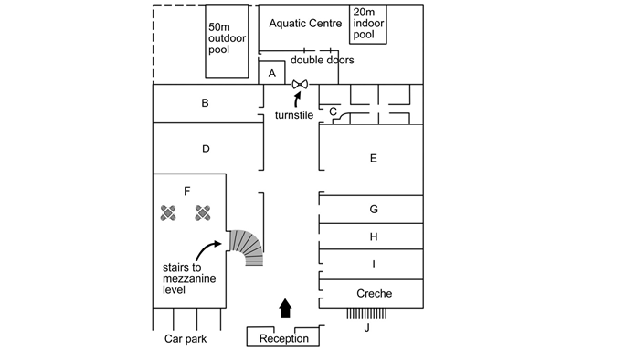 50m
outdoor
pool
Aquatic Centre
20m
indoor
pool
double doors
A
B
turnstile
C
D
E
F
G
H
I
stairs to
mezzanine
level
Creche
J
Car park
Reception